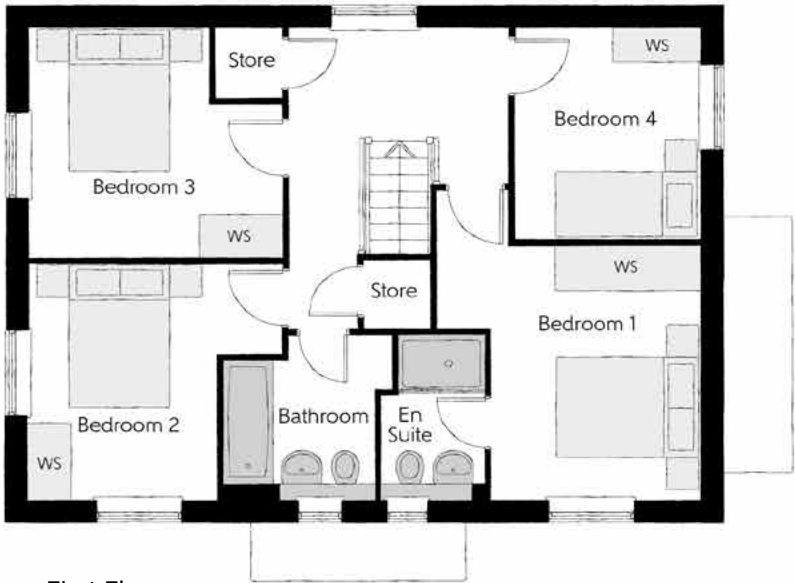 Store
WS
Bedroom 4
Bedroom 3
WS
WS
Store
Bedroom 1
Bathroom
En
Suite
Bedroom 2
WS